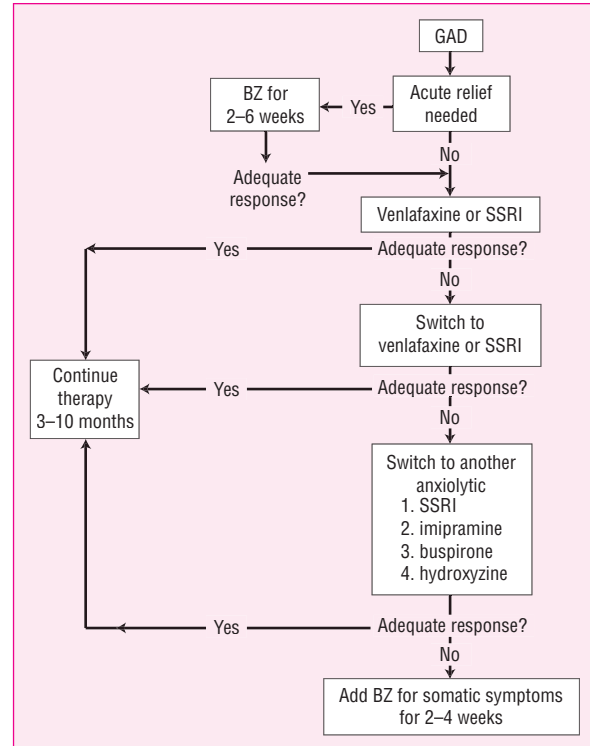 GAD
Acute relief
needed
Yes
BZ for
2–6 weeks
No
Adequate
response?
Venlafaxine or SSRI
Adequate response?
Yes
No
Switch to
venlafaxine or SSRI
Adequate response?
Yes
Continue
therapy
3–10 months
No
Switch to another
anxiolytic
1. SSRI
2. imipramine
3. buspirone
4. hydroxyzine
Adequate response?
Yes
No
Add BZ for somatic symptoms
for 2–4 weeks